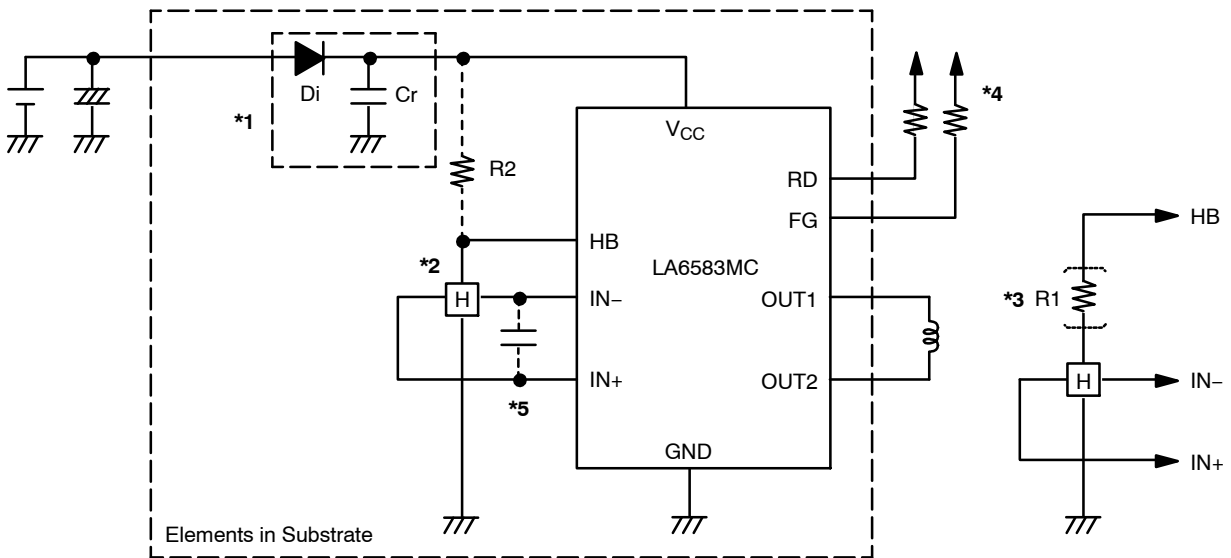 Di
Cr
*1
*4
VCC
R2
RD
FG
HB
HB
*2
LA6583MC
H
IN–
OUT1
*3 R1
IN+
OUT2
H
IN–
*5
GND
IN+
Elements in Substrate